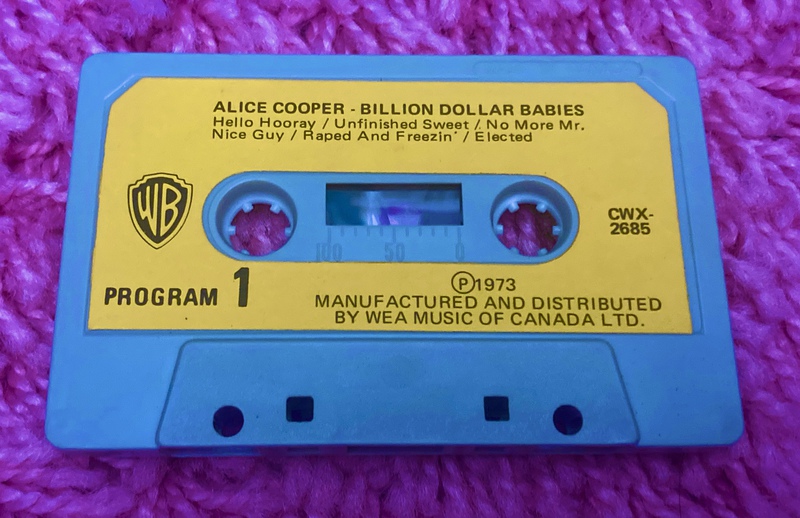 ALICE COOPER - BILLION DOLLAR BABIES
Hello Hooray / Unfinished Sweet / No More Mr.
Nice Guy / Raped And Freezin' / Elected
WB
CWX-
2685
100 50 0
PROGRAM 1
Ⓟ1973
MANUFACTURED AND DISTRIBUTED
BY WEA MUSIC OF CANADA LTD.